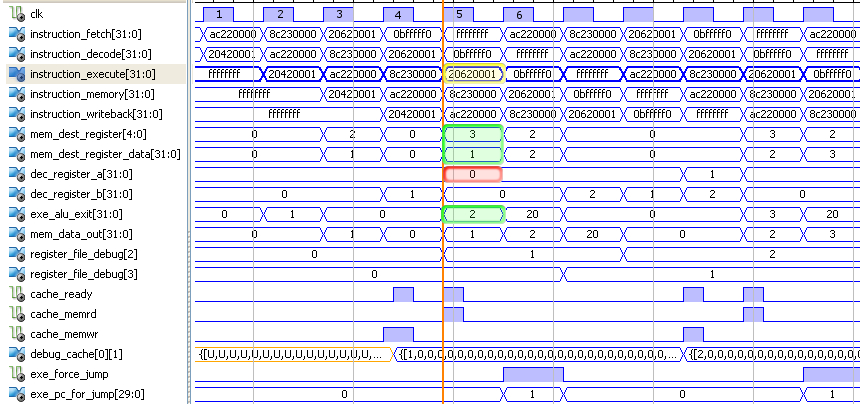 clk 1 2 3 4 5 6
instruction_fetch[31:0] ac220000 8c230000 20620001 0bfffff0 ffffffff ac220000 8c230000 20620001 0bfffff0 ffffffff ac220000
instruction_decode[31:0] 20420001 ac220000 8c230000 20620001 0bfffff0 ffffffff ac220000 8c230000 20620001 0bfffff0 ffffffff
instruction_execute[31:0] ffffffff 20420001 ac220000 8c230000 20620001 0bfffff0 ffffffff ac220000 8c230000 20620001 0bfffff0
instruction_memory[31:0] ffffffff 20420001 ac220000 8c230000 20620001 0bfffff0 ffffffff ac220000 8c230000 20620001
instruction_writeback[31:0] ffffffff 20420001 ac220000 8c230000 20620001 0bfffff0 ffffffff ac220000 8c230000
mem_dest_register[4:0] 0 2 0 3 2 0 3 2
mem_dest_register_data[31:0] 0 1 0 1 2 0 2 3
dec_register_a[31:0] 0 1
dec_register_b[31:0] 0 1 0 2 1 2 0
exe_alu_exit[31:0] 0 1 0 2 20 0 3 20
mem_data_out[31:0] 0 1 0 1 2 20 0 2 3
register_file_debug[2] 0 1 2
register_file_debug[3] 0 1
cache_ready
cache_memrd
cache_memwr
debug_cache[0][1] {[U,U,U,U,U,U,U,U,U,U,U,U,U,U,U,... {[1,0,0,0,0,0,0,0,0,0,0,0,0,0,0,0,0,0,0,0,0,0,0,0,0,... {[2,0,0,0,0,0,0,0,0,0,0,0,0,0,
exe_force_jump
exe_pc_for_jump[29:0] 0 1 0 1